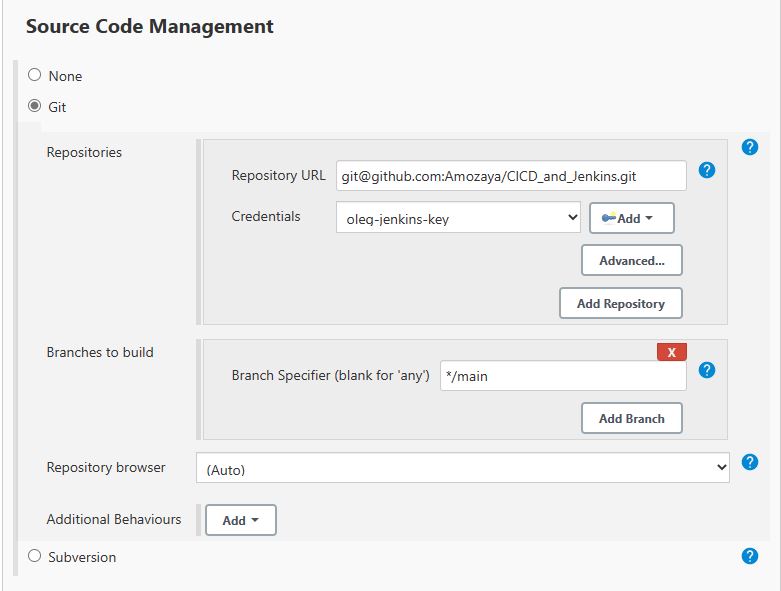 Source Code Management
None
Git
Repositories
Repository URL git@github.com:Amozaya/CICD_and_Jenkins.git
Credentials oleg-jenkins-key Add
Advanced...
Add Repository
Branches to build
X
Branch Specifier (blank for 'any') */main
Add Branch
Repository browser (Auto)
Additional Behaviours Add
Subversion